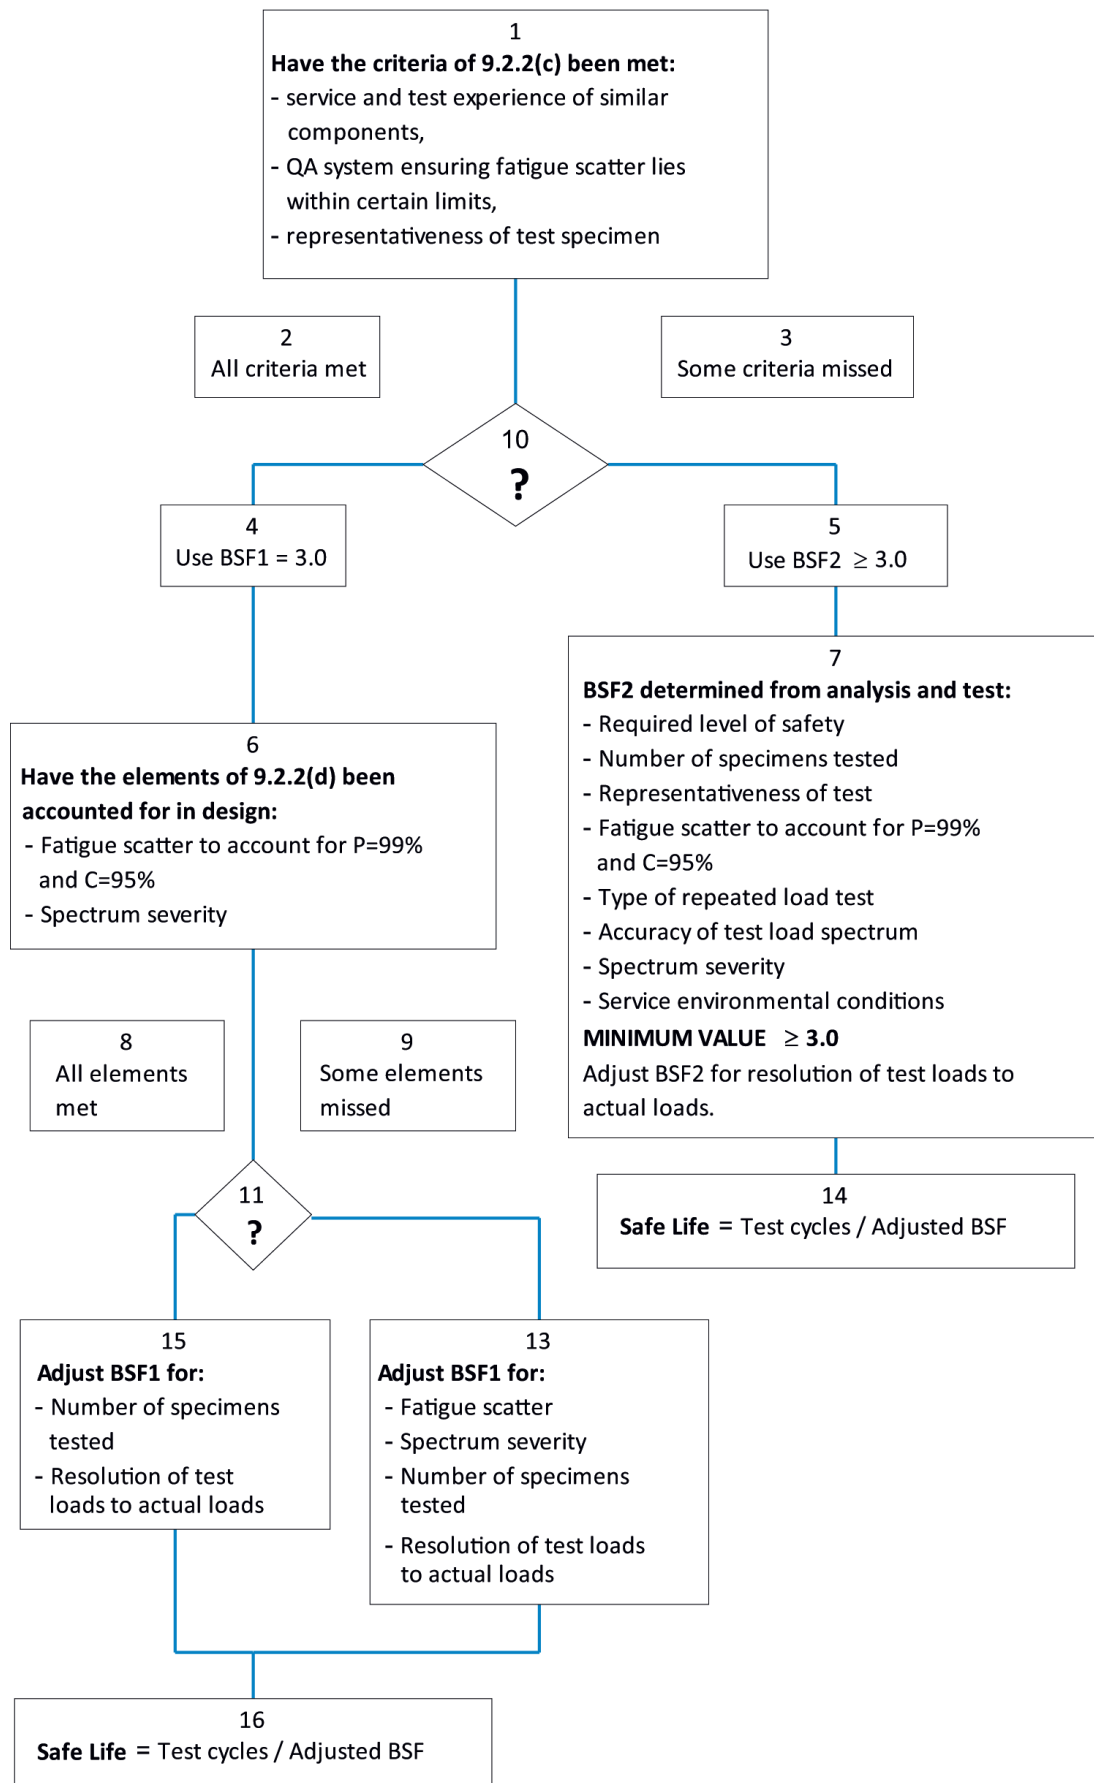 1
Have the criteria of 9.2.2(c) been met:
- service and test experience of similar
components,
- QA system ensuring fatigue scatter lies
within certain limits,
- representativeness of test specimen
2
All criteria met
3
Some criteria missed
10
?
4
Use BSF1 = 3.0
5
Use BSF2 ≥ 3.0
6
Have the elements of 9.2.2(d) been
accounted for in design:
- Fatigue scatter to account for P=99%
and C=95%
- Spectrum severity
7
BSF2 determined from analysis and test:
- Required level of safety
- Number of specimens tested
- Representativeness of test
- Fatigue scatter to account for P=99%
and C=95%
- Type of repeated load test
- Accuracy of test load spectrum
- Spectrum severity
- Service environmental conditions
MINIMUM VALUE ≥ 3.0
Adjust BSF2 for resolution of test loads to
actual loads.
8
All elements
met
9
Some elements
missed
11
?
14
Safe Life = Test cycles / Adjusted BSF
15
Adjust BSF1 for:
- Number of specimens
tested
- Resolution of test
loads to actual loads
13
Adjust BSF1 for:
- Fatigue scatter
- Spectrum severity
- Number of specimens
tested
- Resolution of test loads
to actual loads
16
Safe Life = Test cycles / Adjusted BSF